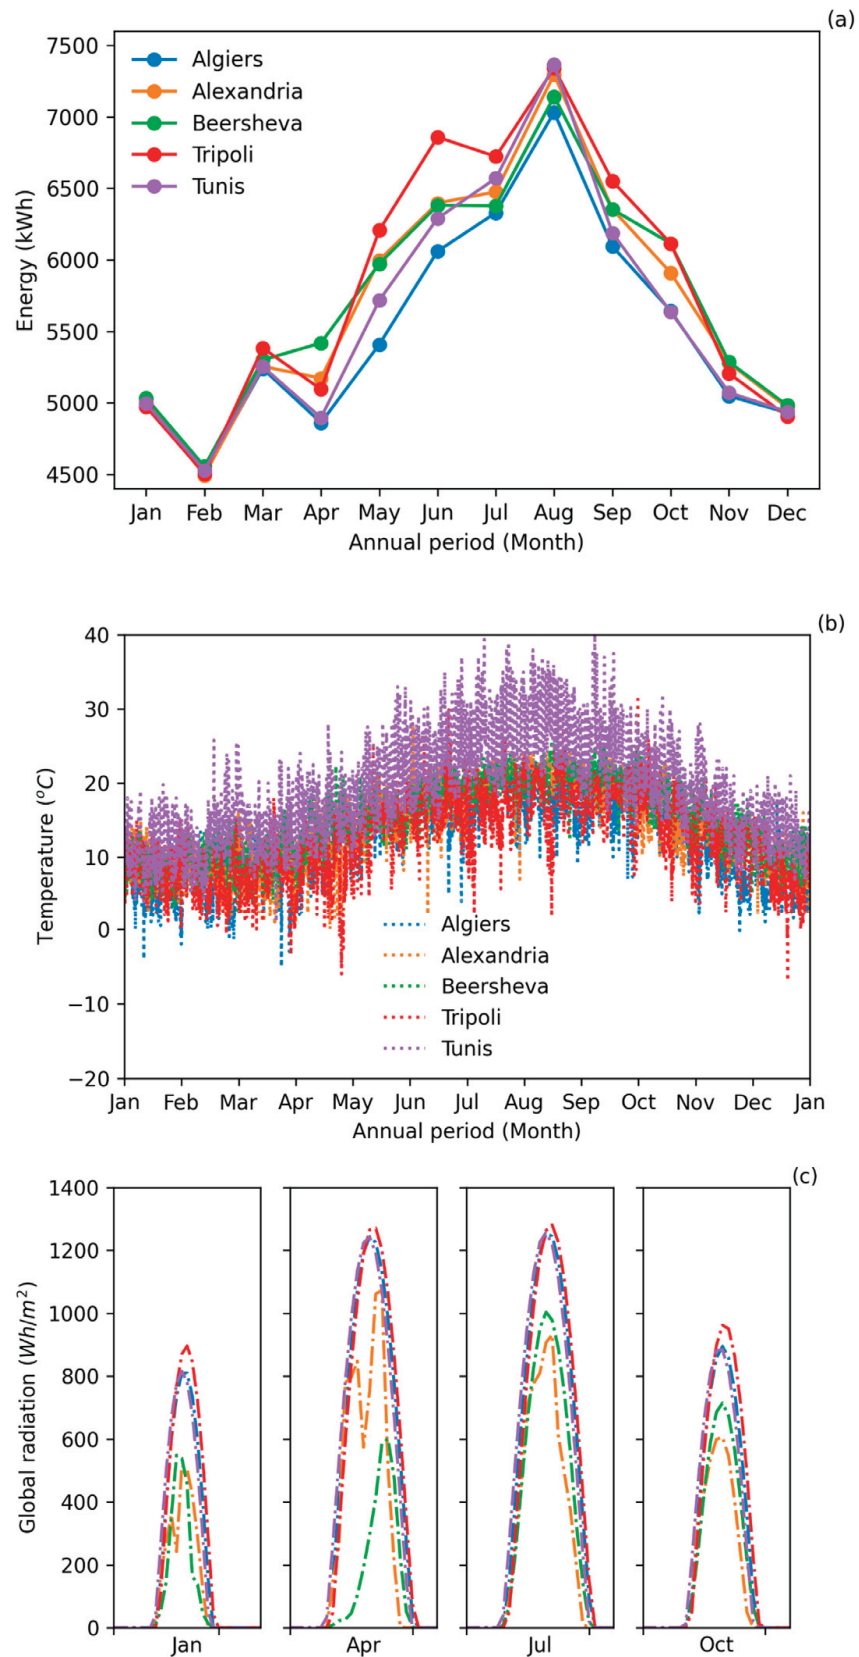 (a)
7500
7000
6500
6000
5500
5000
4500
Energy (kWh)
Algiers
Alexandria
Beersheva
Tripoli
Tunis
Jan Feb Mar Apr May Jun Jul Aug Sep Oct Nov Dec
Annual period (Month)
(b)
40
30
20
10
0
−10
−20
Temperature (°C)
Algiers
Alexandria
Beersheva
Tripoli
Tunis
Jan Feb Mar Apr May Jun Jul Aug Sep Oct Nov Dec Jan
Annual period (Month)
(c)
1400
1200
1000
800
600
400
200
0
Global radiation (Wh/m²)
Jan Apr Jul Oct